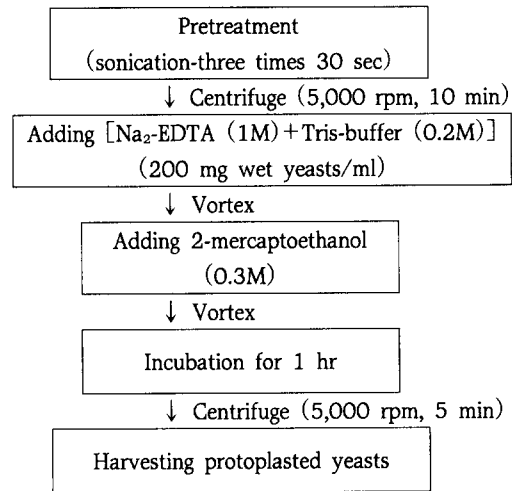 Pretreatment
(sonication-three times 30 sec)
↓ Centrifuge (5,000 rpm, 10 min)
Adding [Na₂-EDTA (1M)+Tris-buffer (0.2M)]
(200 mg wet yeasts/ml)
↓ Vortex
Adding 2-mercaptoethanol
(0.3M)
↓ Vortex
Incubation for 1 hr
↓ Centrifuge (5,000 rpm, 5 min)
Harvesting protoplasted yeasts